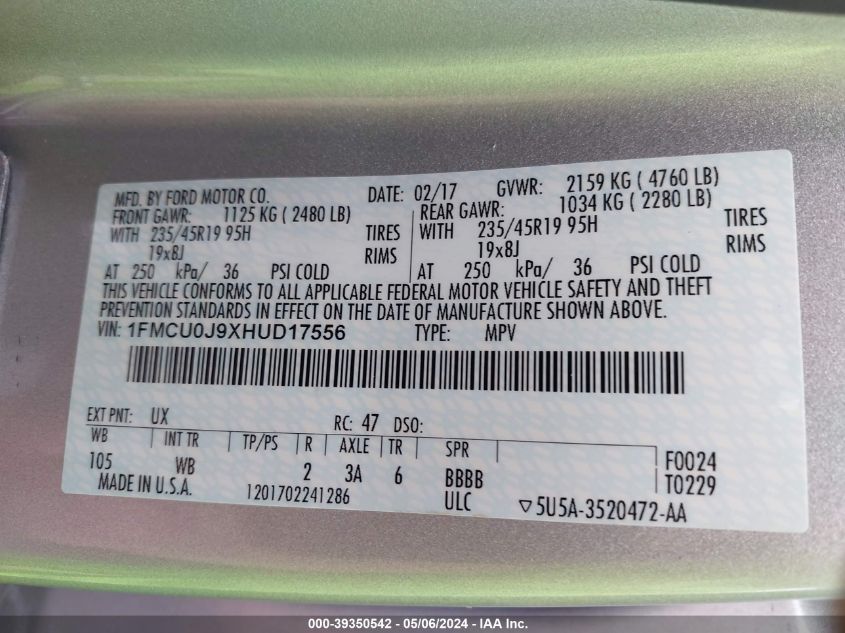 MFD. BY FORD MOTOR CO. DATE: 02/17 GVWR: 2159 KG ( 4760 LB)
FRONT GAWR: 1125 KG ( 2480 LB) REAR GAWR: 1034 KG ( 2280 LB)
WITH 235/45R19 95H TIRES WITH 235/45R19 95H TIRES
19x8J RIMS 19x8J RIMS
AT 250 kPa/ 36 PSI COLD AT 250 kPa/ 36 PSI COLD
THIS VEHICLE CONFORMS TO ALL APPLICABLE FEDERAL MOTOR VEHICLE SAFETY AND THEFT
PREVENTION STANDARDS IN EFFECT ON THE DATE OF MANUFACTURE SHOWN ABOVE.
VIN: 1FMCU0J9XHUD17556 TYPE: MPV
EXT PNT: UX RC: 47 DSO:
WB INT TR TP/PS R AXLE TR SPR
105 WB 2 3A 6 BBBB F0024
MADE IN U.S.A. 1201702241286 ULC T0229
▽5U5A-3520472-AA
000-39350542 - 05/06/2024 - IAA Inc.